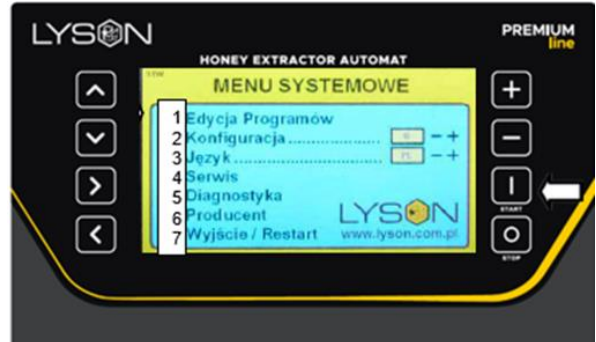 LYSON
PREMIUM
line
HONEY EXTRACTOR AUTOMAT
MENU SYSTEMOWE
1 Edycja Programów
2 Konfiguracja - +
3 Język - +
4 Serwis
5 Diagnostyka
6 Producent
7 Wyjście / Restart
LYSON
www.lyson.com.pl
START
STOP